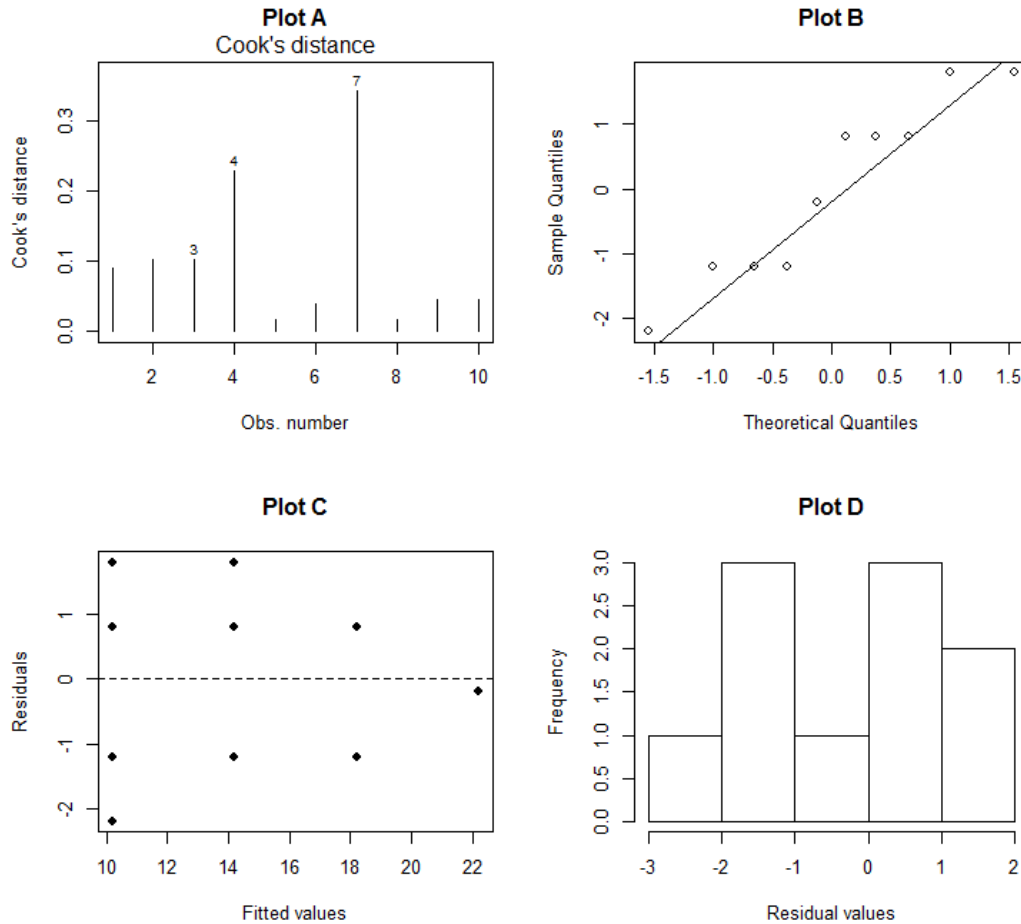 Plot A
Cook's distance
Cook's distance
0.0 0.1 0.2 0.3
3
4
7
2 4 6 8 10
Obs. number
Plot B
Sample Quantiles
-2 -1 0 1
-1.5 -1.0 -0.5 0.0 0.5 1.0 1.5
Theoretical Quantiles
Plot C
Residuals
-2 -1 0 1
10 12 14 16 18 20 22
Fitted values
Plot D
Frequency
0.0 0.5 1.0 1.5 2.0 2.5 3.0
-3 -2 -1 0 1 2
Residual values